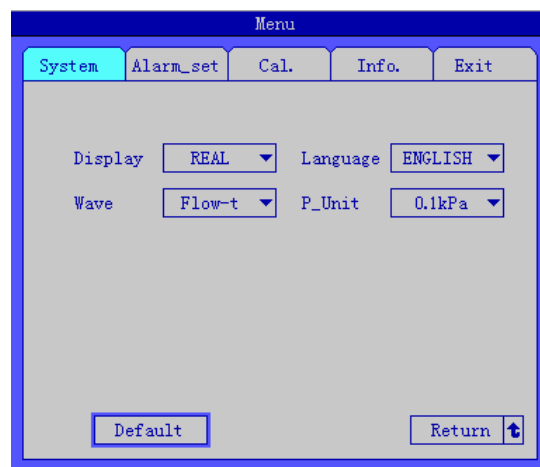 Menu
System Alarm_set Cal. Info. Exit
Display REAL Language ENGLISH
Wave Flow-t P_Unit 0.1kPa
Default Return